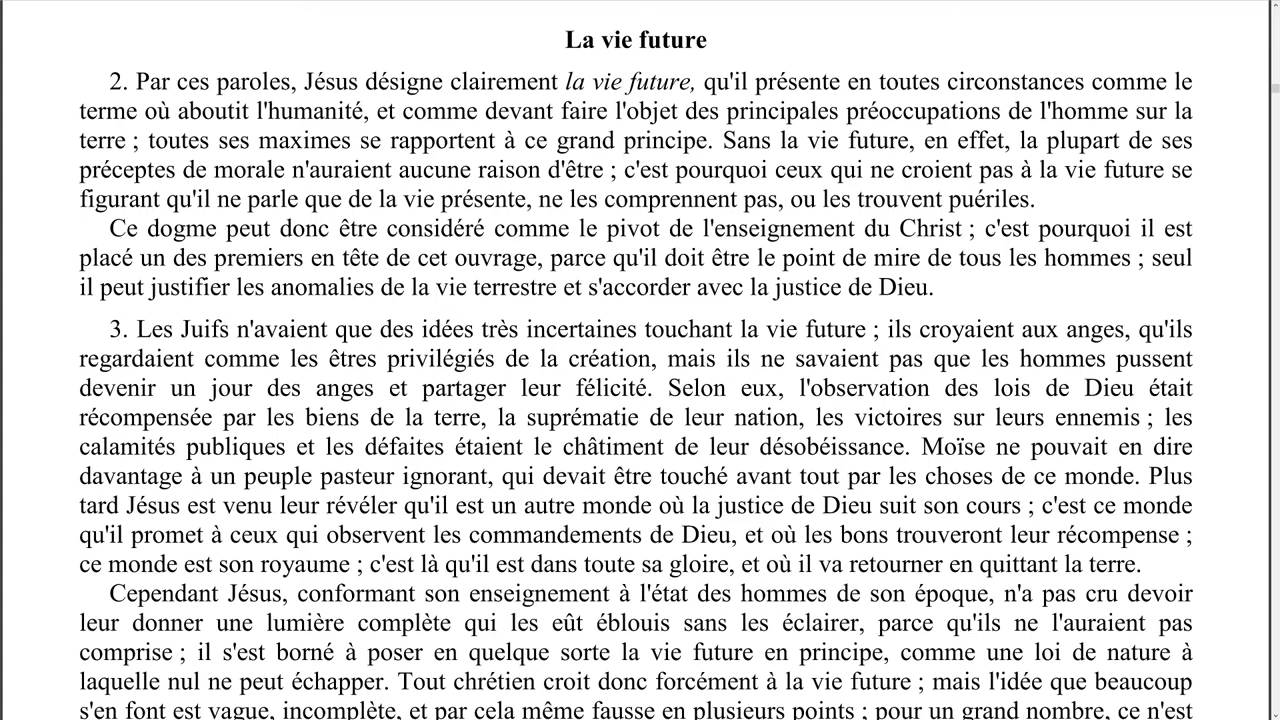 La vie future
2. Par ces paroles, Jésus désigne clairement la vie future, qu'il présente en toutes circonstances comme le
terme où aboutit l'humanité, et comme devant faire l'objet des principales préoccupations de l'homme sur la
terre ; toutes ses maximes se rapportent à ce grand principe. Sans la vie future, en effet, la plupart de ses
préceptes de morale n'auraient aucune raison d'être ; c'est pourquoi ceux qui ne croient pas à la vie future se
figurant qu'il ne parle que de la vie présente, ne les comprennent pas, ou les trouvent puériles.
Ce dogme peut donc être considéré comme le pivot de l'enseignement du Christ ; c'est pourquoi il est
placé un des premiers en tête de cet ouvrage, parce qu'il doit être le point de mire de tous les hommes ; seul
il peut justifier les anomalies de la vie terrestre et s'accorder avec la justice de Dieu.
3. Les Juifs n'avaient que des idées très incertaines touchant la vie future ; ils croyaient aux anges, qu'ils
regardaient comme les êtres privilégiés de la création, mais ils ne savaient pas que les hommes pussent
devenir un jour des anges et partager leur félicité. Selon eux, l'observation des lois de Dieu était
récompensée par les biens de la terre, la suprématie de leur nation, les victoires sur leurs ennemis ; les
calamités publiques et les défaites étaient le châtiment de leur désobéissance. Moïse ne pouvait en dire
davantage à un peuple pasteur ignorant, qui devait être touché avant tout par les choses de ce monde. Plus
tard Jésus est venu leur révéler qu'il est un autre monde où la justice de Dieu suit son cours ; c'est ce monde
qu'il promet à ceux qui observent les commandements de Dieu, et où les bons trouveront leur récompense ;
ce monde est son royaume ; c'est là qu'il est dans toute sa gloire, et où il va retourner en quittant la terre.
Cependant Jésus, conformant son enseignement à l'état des hommes de son époque, n'a pas cru devoir
leur donner une lumière complète qui les eût éblouis sans les éclairer, parce qu'ils ne l'auraient pas
comprise ; il s'est borné à poser en quelque sorte la vie future en principe, comme une loi de nature à
laquelle nul ne peut échapper. Tout chrétien croit donc forcément à la vie future ; mais l'idée que beaucoup
s'en font est vague, incomplète, et par cela même fausse en plusieurs points ; pour un grand nombre, ce n'est